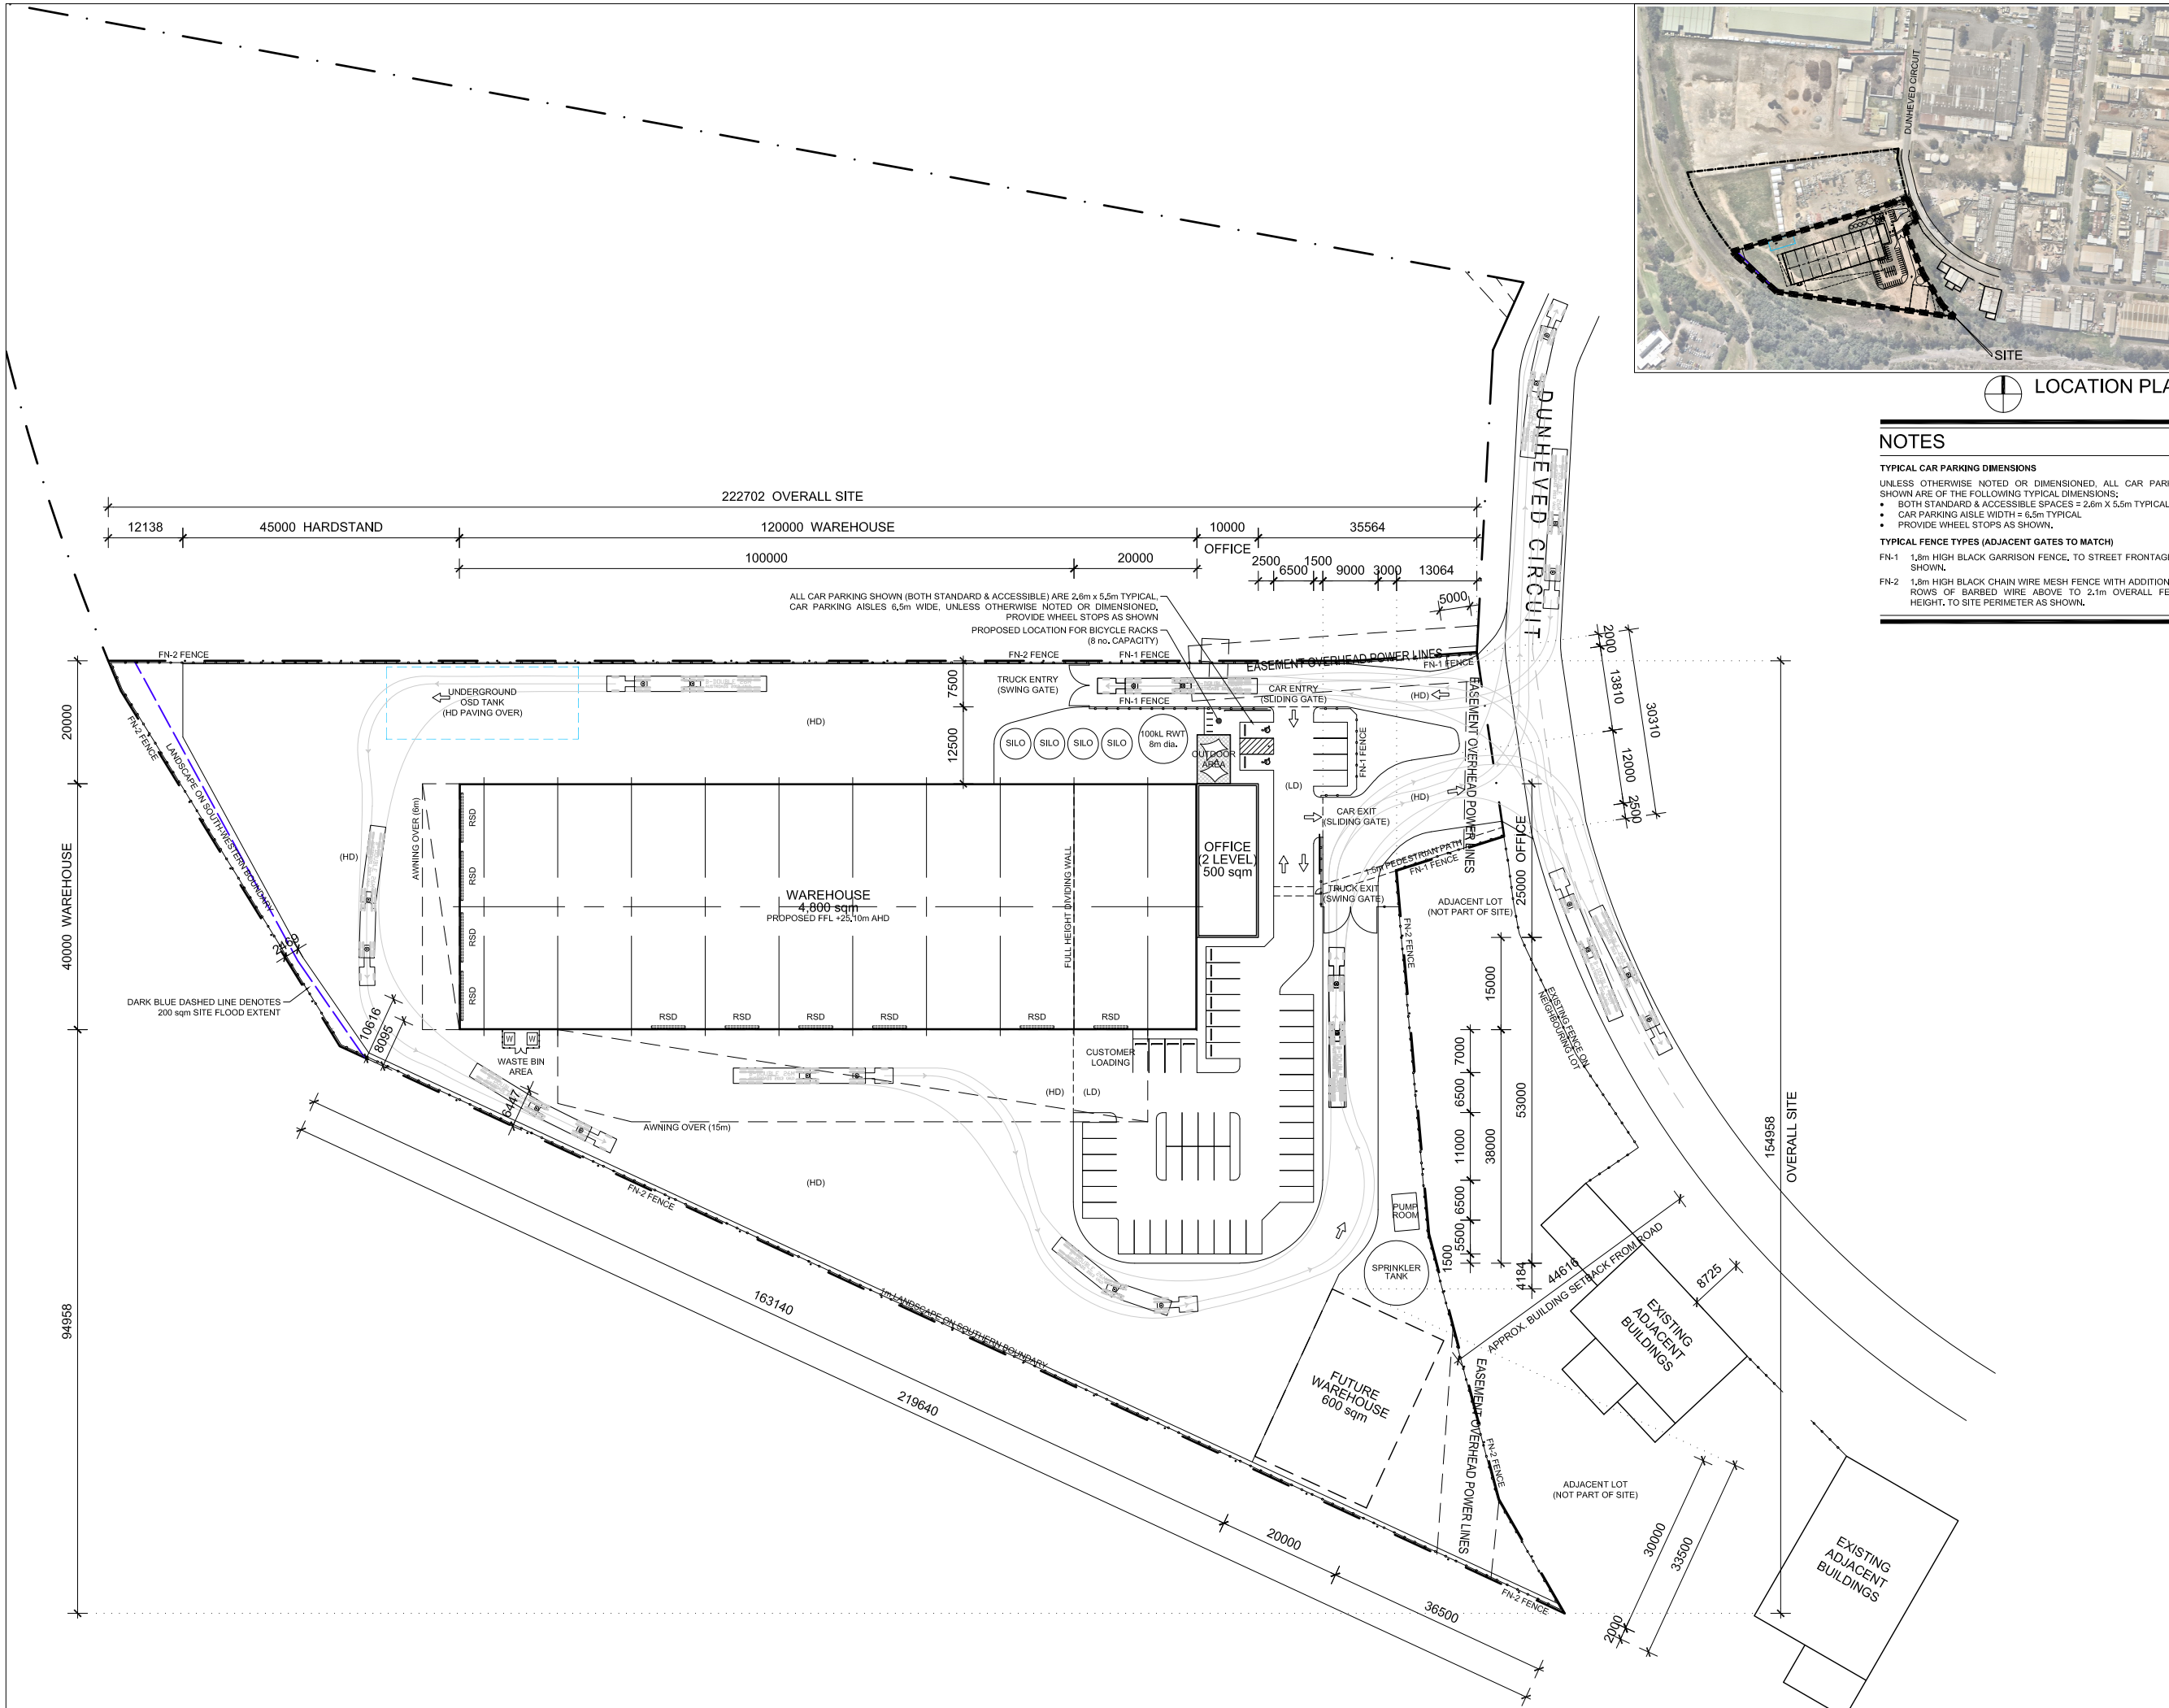 DUNHEVED CIRCUIT
SITE
LOCATION PLA
NOTES
TYPICAL CAR PARKING DIMENSIONS
UNLESS OTHERWISE NOTED OR DIMENSIONED, ALL CAR PARK
SHOWN ARE OF THE FOLLOWING TYPICAL DIMENSIONS;
• BOTH STANDARD & ACCESSIBLE SPACES = 2.6m X 5.5m TYPICAL
• CAR PARKING AISLE WIDTH = 6.5m TYPICAL
• PROVIDE WHEEL STOPS AS SHOWN.
TYPICAL FENCE TYPES (ADJACENT GATES TO MATCH)
FN-1 1.8m HIGH BLACK GARRISON FENCE, TO STREET FRONTAGE
SHOWN.
FN-2 1.8m HIGH BLACK CHAIN WIRE MESH FENCE WITH ADDITION
ROWS OF BARBED WIRE ABOVE TO 2.1m OVERALL FE
HEIGHT. TO SITE PERIMETER AS SHOWN.
DUNHEVED CIRCUIT
222702 OVERALL SITE
12138
45000 HARDSTAND
120000 WAREHOUSE
10000
OFFICE
35564
100000
20000
2500
6500
1500
9000
3000
13064
5000
ALL CAR PARKING SHOWN (BOTH STANDARD & ACCESSIBLE) ARE 2.6m x 5.5m TYPICAL,
CAR PARKING AISLES 6.5m WIDE, UNLESS OTHERWISE NOTED OR DIMENSIONED.
PROVIDE WHEEL STOPS AS SHOWN
PROPOSED LOCATION FOR BICYCLE RACKS
(8 no. CAPACITY)
FN-2 FENCE
FN-2 FENCE
FN-1 FENCE
EASEMENT OVERHEAD POWER LINES
FN-1 FENCE
TRUCK ENTRY
(SWING GATE)
FN-1 FENCE
CAR ENTRY
(SLIDING GATE)
(HD)
UNDERGROUND
OSD TANK
(HD PAVING OVER)
(HD)
7500
12500
SILO
SILO
SILO
SILO
100kL RWT
8m dia.
OUTDOOR
AREA
FN-1 FENCE
EASEMENT OVERHEAD POWER LINES
(LD)
(HD)
CAR EXIT
(SLIDING GATE)
2000
13810
30310
12000
2500
20000
40000 WAREHOUSE
94958
FN-2 FENCE
LANDSCAPE ON SOUTH-WESTERN BOUNDARY
(HD)
AWNING OVER (6m)
RSD
RSD
RSD
RSD
WAREHOUSE
4,800 sqm
PROPOSED FFL +25.10m AHD
FULL HEIGHT DIVIDING WALL
OFFICE
(2 LEVEL)
500 sqm
1.5m PEDESTRIAN PATH
FN-1 FENCE
TRUCK EXIT
(SWING GATE)
ADJACENT LOT
(NOT PART OF SITE)
25000 OFFICE
FN-2 FENCE
2469
DARK BLUE DASHED LINE DENOTES
200 sqm SITE FLOOD EXTENT
10616
8095
6447
RSD
RSD
RSD
RSD
RSD
RSD
W
W
WASTE BIN
AREA
CUSTOMER
LOADING
(HD)
(LD)
AWNING OVER (15m)
(HD)
EXISTING FENCE ON
NEIGHBOURING LOT
15000
7000
6500
11000
6500
5500
1500
38000
53000
4184
154958
OVERALL SITE
FN-2 FENCE
PUMP
ROOM
SPRINKLER
TANK
44616
APPROX. BUILDING SETBACK FROM ROAD
8725
EXISTING
ADJACENT
BUILDINGS
1m LANDSCAPE ON SOUTHERN BOUNDARY
163140
219640
FUTURE
WAREHOUSE
600 sqm
EASEMENT OVERHEAD POWER LINES
FN-2 FENCE
ADJACENT LOT
(NOT PART OF SITE)
20000
36500
FN-2 FENCE
30000
33500
2000
EXISTING
ADJACENT
BUILDINGS